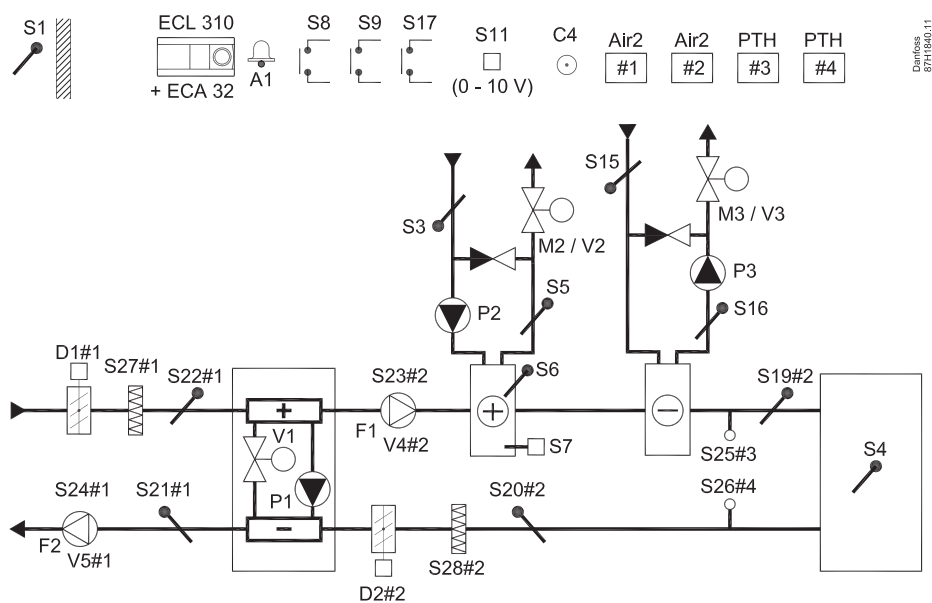 S1
ECL 310
+ ECA 32
A1
S8
S9
S17
S11
(0 - 10 V)
C4
Air2
#1
Air2
#2
PTH
#3
PTH
#4
Danfoss
87H1840.11
S3
M2 / V2
S5
P2
S6
S7
S15
M3 / V3
P3
S16
D1#1
S27#1
S22#1
+
V1
P1
-
S23#2
F1
V4#2
+
-
S19#2
S25#3
S4
S24#1
F2
V5#1
S21#1
D2#2
S28#2
S20#2
S26#4